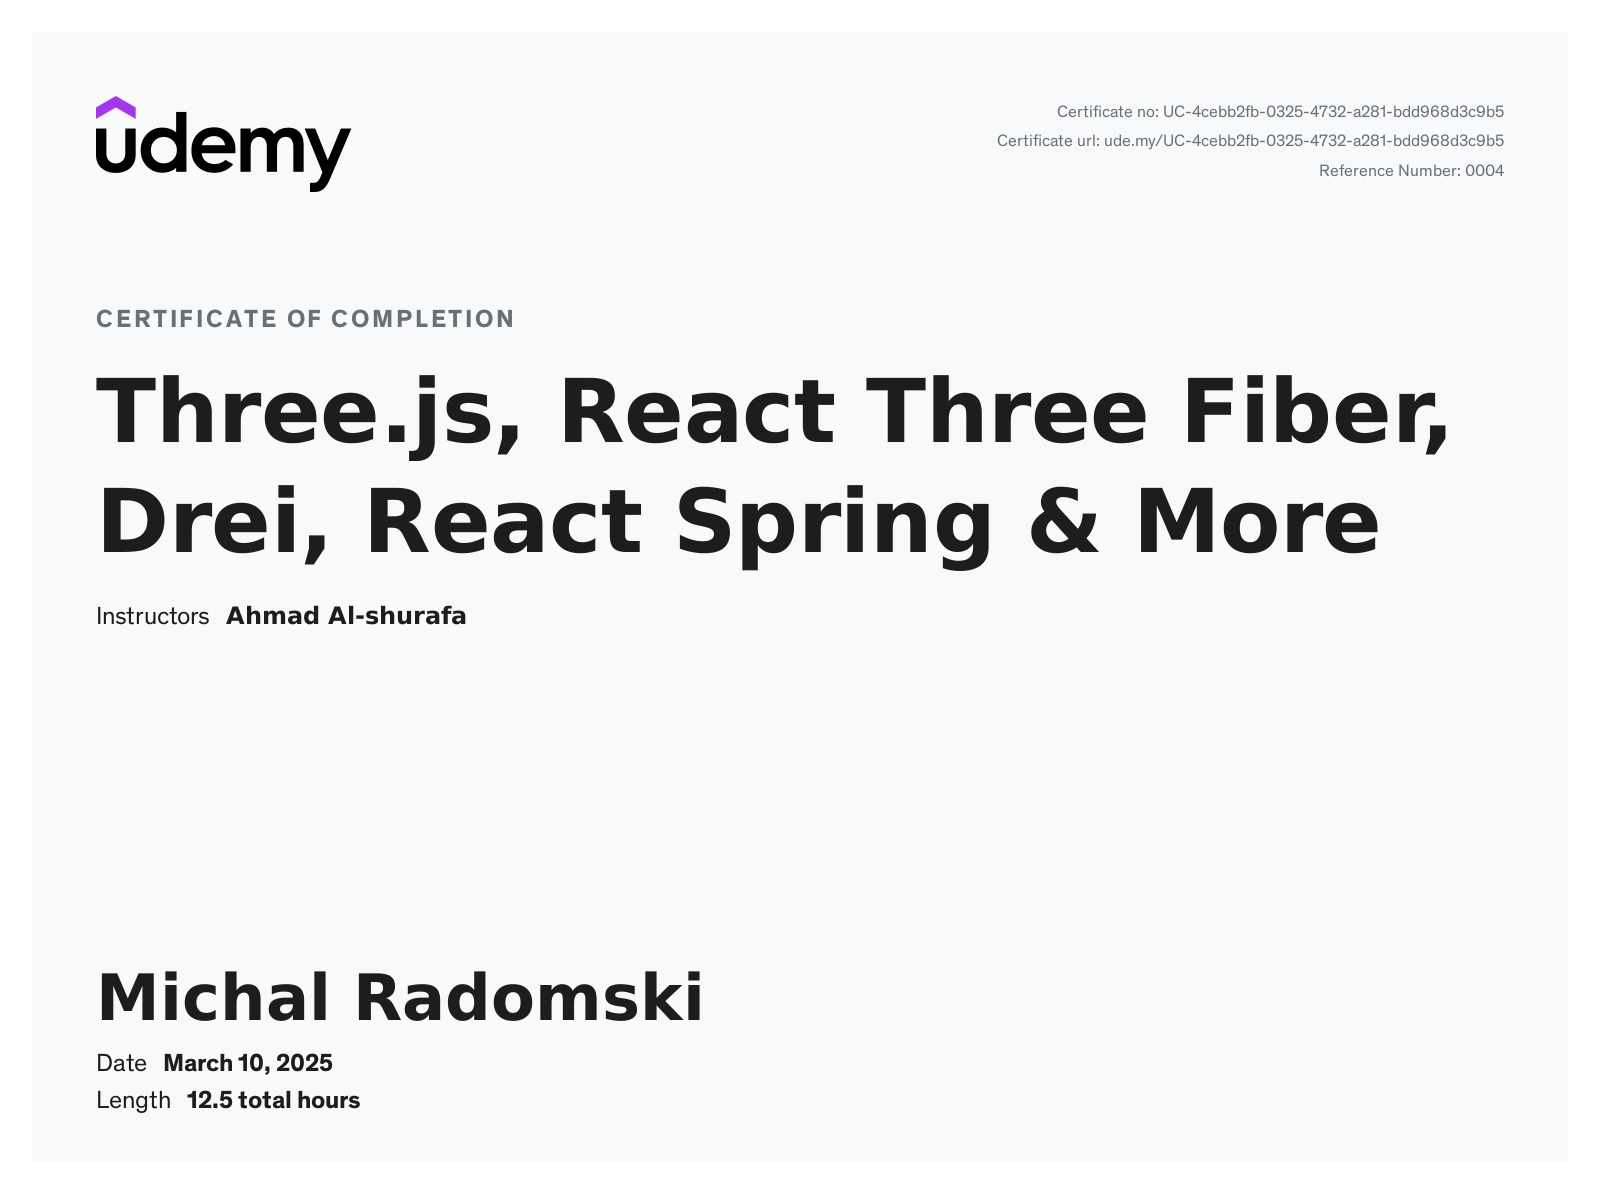 udemy
Certificate no: UC-4cebb2fb-0325-4732-a281-bdd968d3c9b5
Certificate url: ude.my/UC-4cebb2fb-0325-4732-a281-bdd968d3c9b5
Reference Number: 0004
CERTIFICATE OF COMPLETION
Three.js, React Three Fiber,
Drei, React Spring & More
Instructors Ahmad Al-shurafa
Michal Radomski
Date March 10, 2025
Length 12.5 total hours